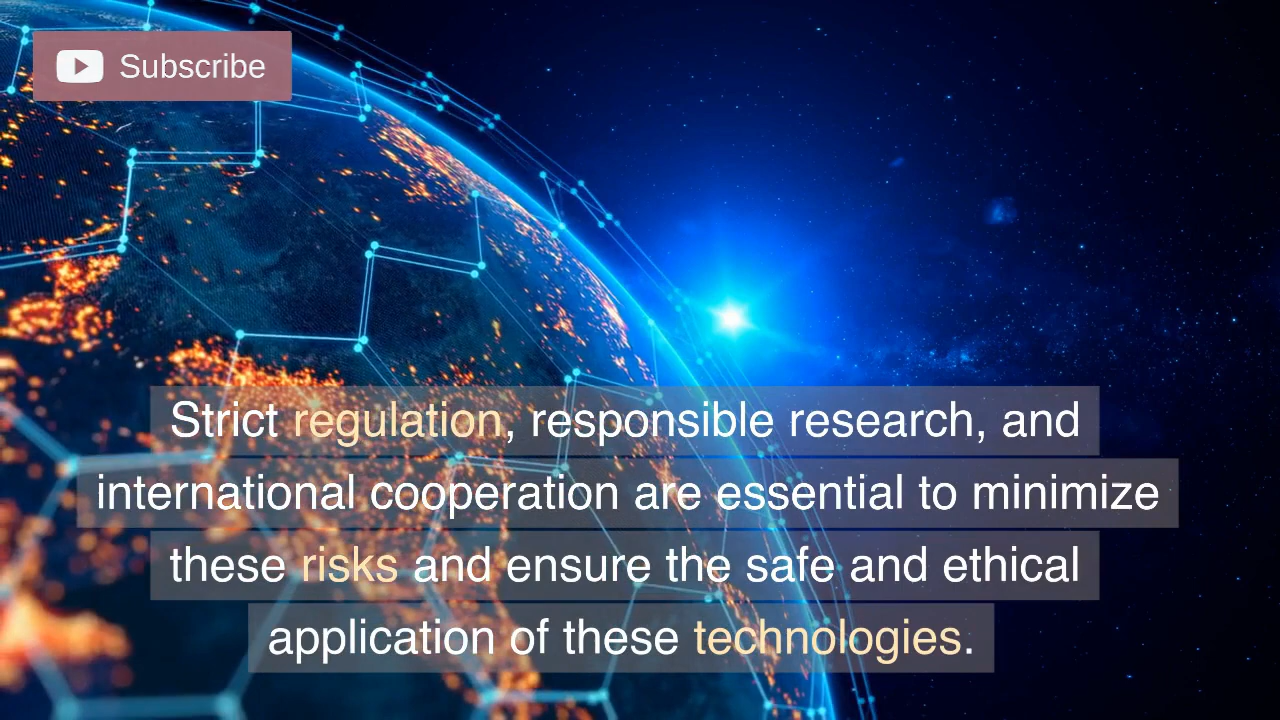 Subscribe
Strict regulation, responsible research, and
international cooperation are essential to minimize
these risks and ensure the safe and ethical
application of these technologies.